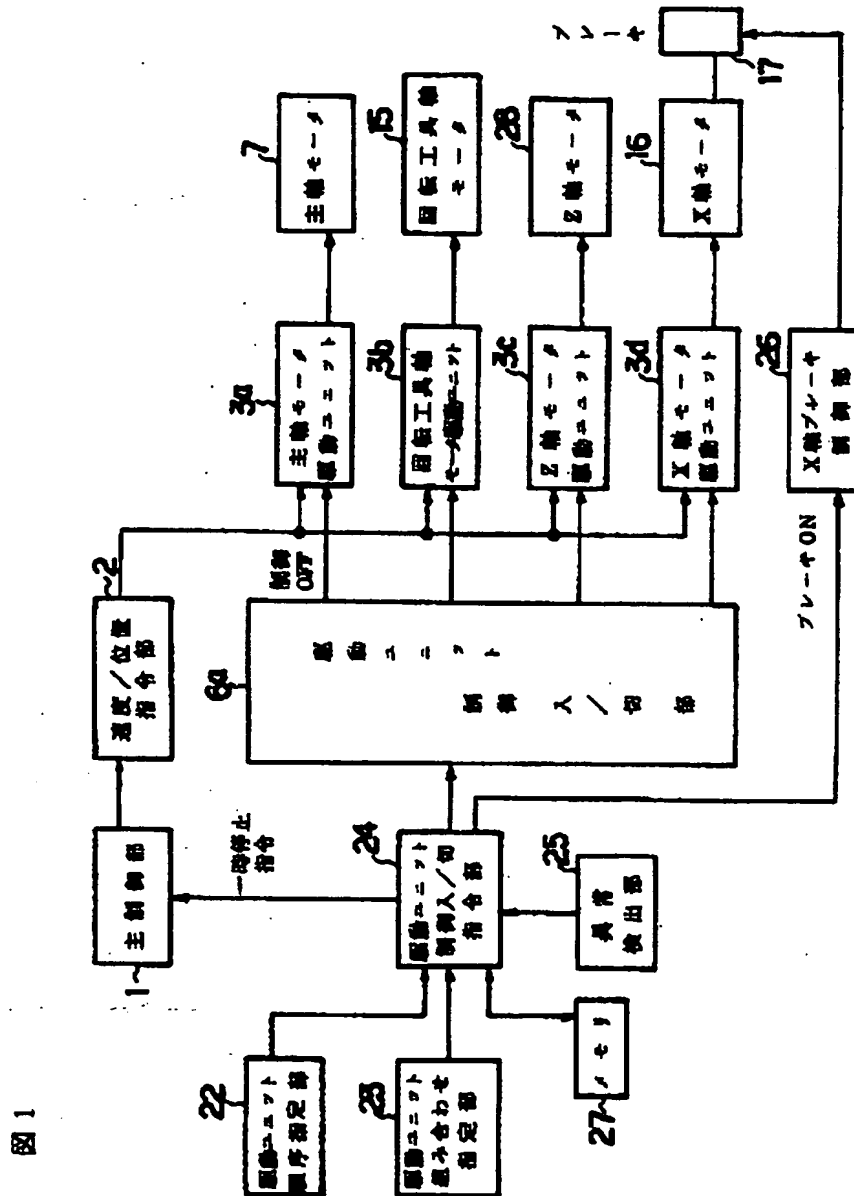 図 1
1
主制御部
2
速度／位置
指令部
一時停止
指令
22
駆動ユニット
順序指定部
23
駆動ユニット
組み合わせ
指定部
24
駆動ユニット
制御入／切
指令部
25
異常
検出部
27
メモリ
6a
駆動ユニット
制御入／切部
制御
OFF
3a
主軸モータ
駆動ユニット
3b
回転工具軸
モータ駆動ユニット
3c
Z軸モータ
駆動ユニット
3d
X軸モータ
駆動ユニット
26
X軸ブレーキ
制御部
ブレーキON
7
主軸モータ
15
回転工具軸
モータ
28
Z軸モータ
16
X軸モータ
17
ブレーキ